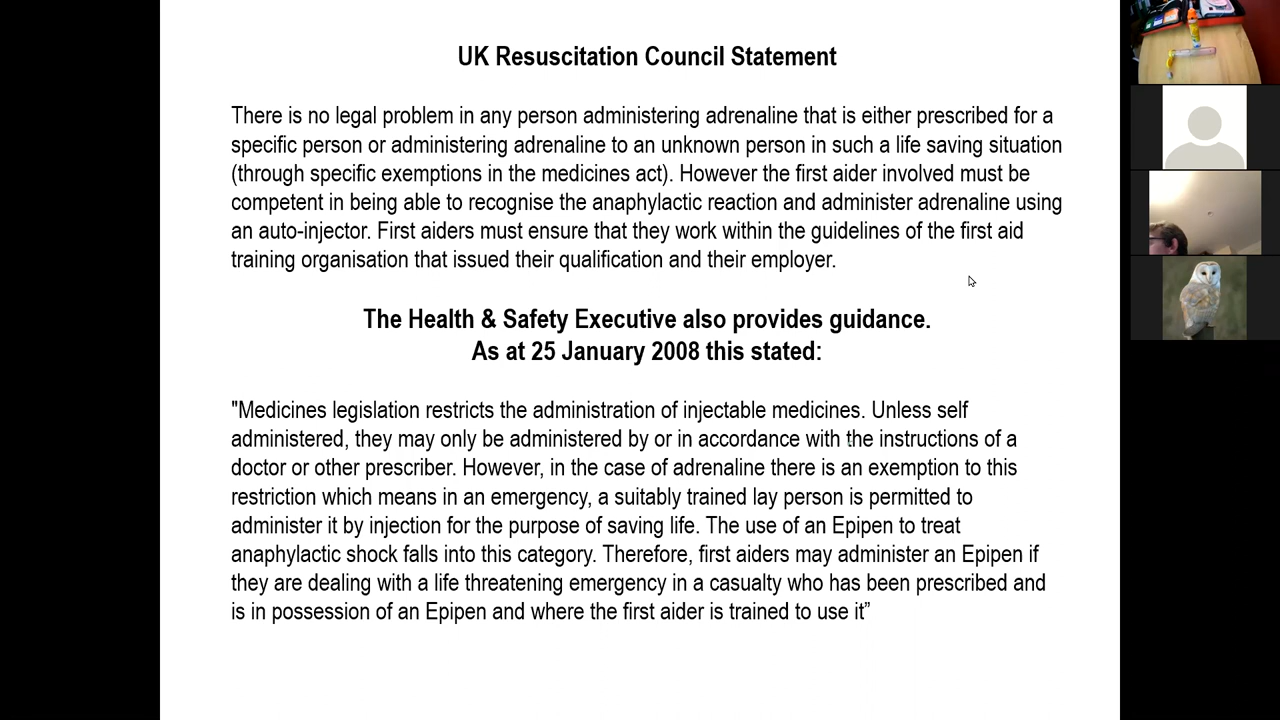 UK Resuscitation Council Statement
There is no legal problem in any person administering adrenaline that is either prescribed for a
specific person or administering adrenaline to an unknown person in such a life saving situation
(through specific exemptions in the medicines act). However the first aider involved must be
competent in being able to recognise the anaphylactic reaction and administer adrenaline using
an auto-injector. First aiders must ensure that they work within the guidelines of the first aid
training organisation that issued their qualification and their employer.
The Health & Safety Executive also provides guidance.
As at 25 January 2008 this stated:
"Medicines legislation restricts the administration of injectable medicines. Unless self
administered, they may only be administered by or in accordance with the instructions of a
doctor or other prescriber. However, in the case of adrenaline there is an exemption to this
restriction which means in an emergency, a suitably trained lay person is permitted to
administer it by injection for the purpose of saving life. The use of an Epipen to treat
anaphylactic shock falls into this category. Therefore, first aiders may administer an Epipen if
they are dealing with a life threatening emergency in a casualty who has been prescribed and
is in possession of an Epipen and where the first aider is trained to use it”